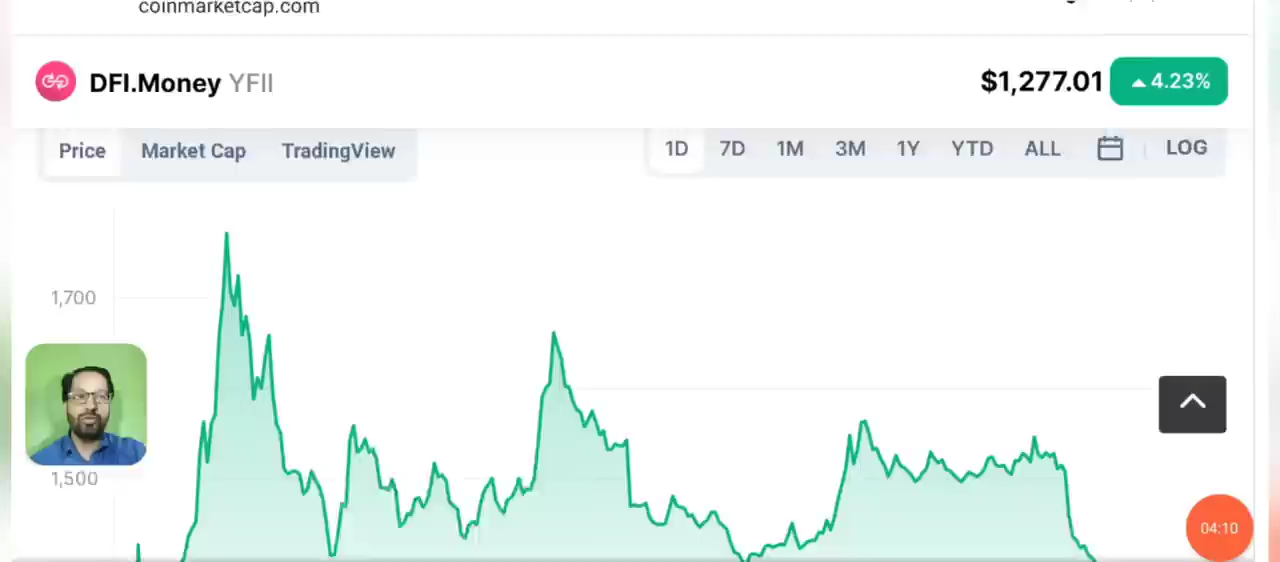 coinmarketcap.com
DFI.Money YFII $1,277.01 4.23%
Price Market Cap TradingView 1D 7D 1M 3M 1Y YTD ALL LOG
1,700
1,500
04:10